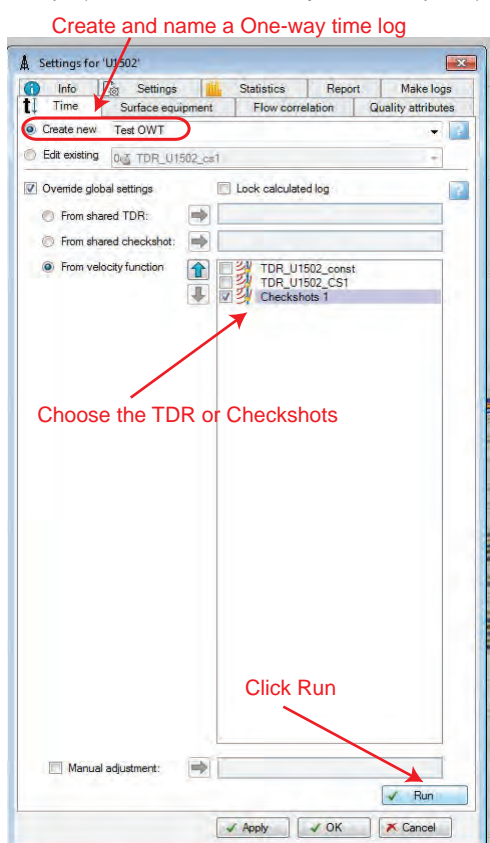 Create and name a One-way time log
Settings for 'U1502'
Info Settings Statistics Report Make logs
Time Surface equipment Flow correlation Quality attributes
Create new Test OWT
Edit existing TDR_U1502_cs1
Override global settings Lock calculated log
From shared TDR:
From shared checkshot:
From velocity function TDR_U1502_const
TDR_U1502_CS1
Checkshots 1
Choose the TDR or Checkshots
Click Run
Manual adjustment:
Run
Apply OK Cancel